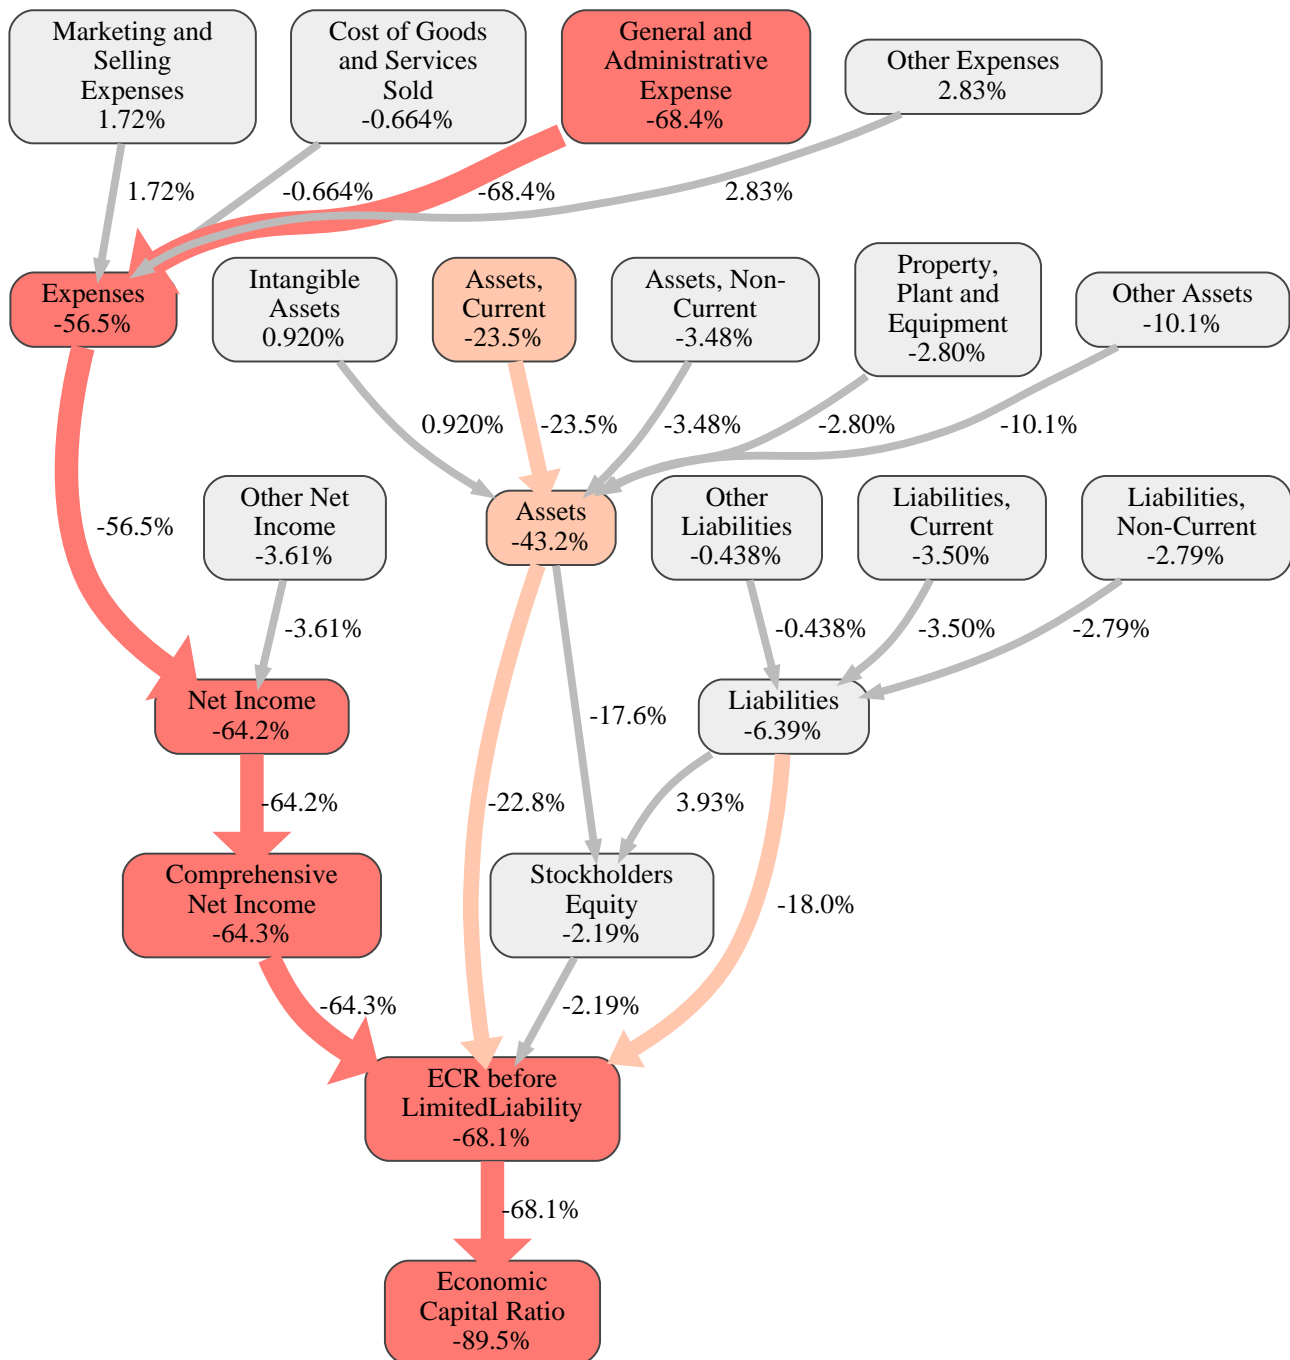 Marketing and
Selling
Expenses
1.72%
Cost of Goods
and Services
Sold
-0.664%
General and
Administrative
Expense
-68.4%
Other Expenses
2.83%
1.72%
-0.664%
-68.4%
2.83%
Expenses
-56.5%
Intangible
Assets
0.920%
Assets,
Current
-23.5%
Assets, Non-
Current
-3.48%
Property,
Plant and
Equipment
-2.80%
Other Assets
-10.1%
0.920%
-23.5%
-3.48%
-2.80%
-10.1%
-56.5%
Other Net
Income
-3.61%
Assets
-43.2%
Other
Liabilities
-0.438%
Liabilities,
Current
-3.50%
Liabilities,
Non-Current
-2.79%
-3.61%
-0.438%
-3.50%
-2.79%
Net Income
-64.2%
-17.6%
Liabilities
-6.39%
-64.2%
-22.8%
3.93%
Comprehensive
Net Income
-64.3%
Stockholders
Equity
-2.19%
-18.0%
-64.3%
-2.19%
ECR before
LimitedLiability
-68.1%
-68.1%
Economic
Capital Ratio
-89.5%